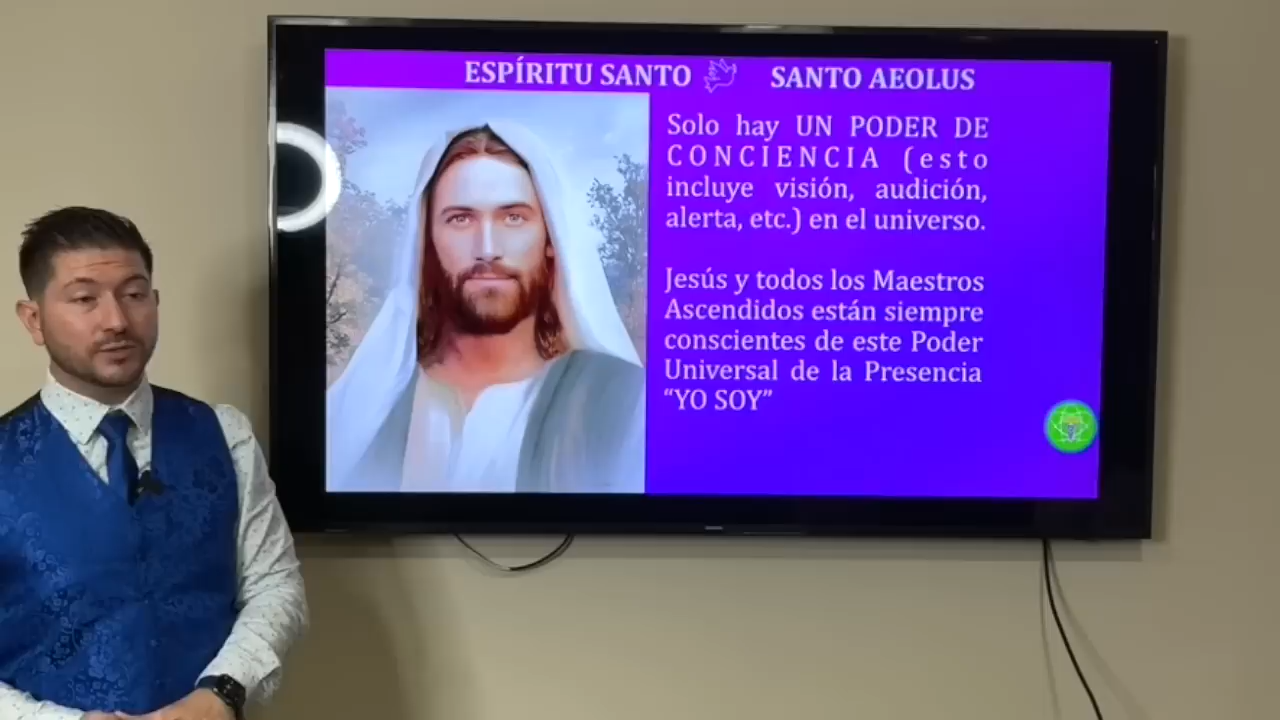 ESPÍRITU SANTO SANTO AEOLUS
Solo hay UN PODER DE
CONCIENCIA (esto
incluye visión, audición,
alerta, etc.) en el universo.
Jesús y todos los Maestros
Ascendidos están siempre
conscientes de este Poder
Universal de la Presencia
“YO SOY”